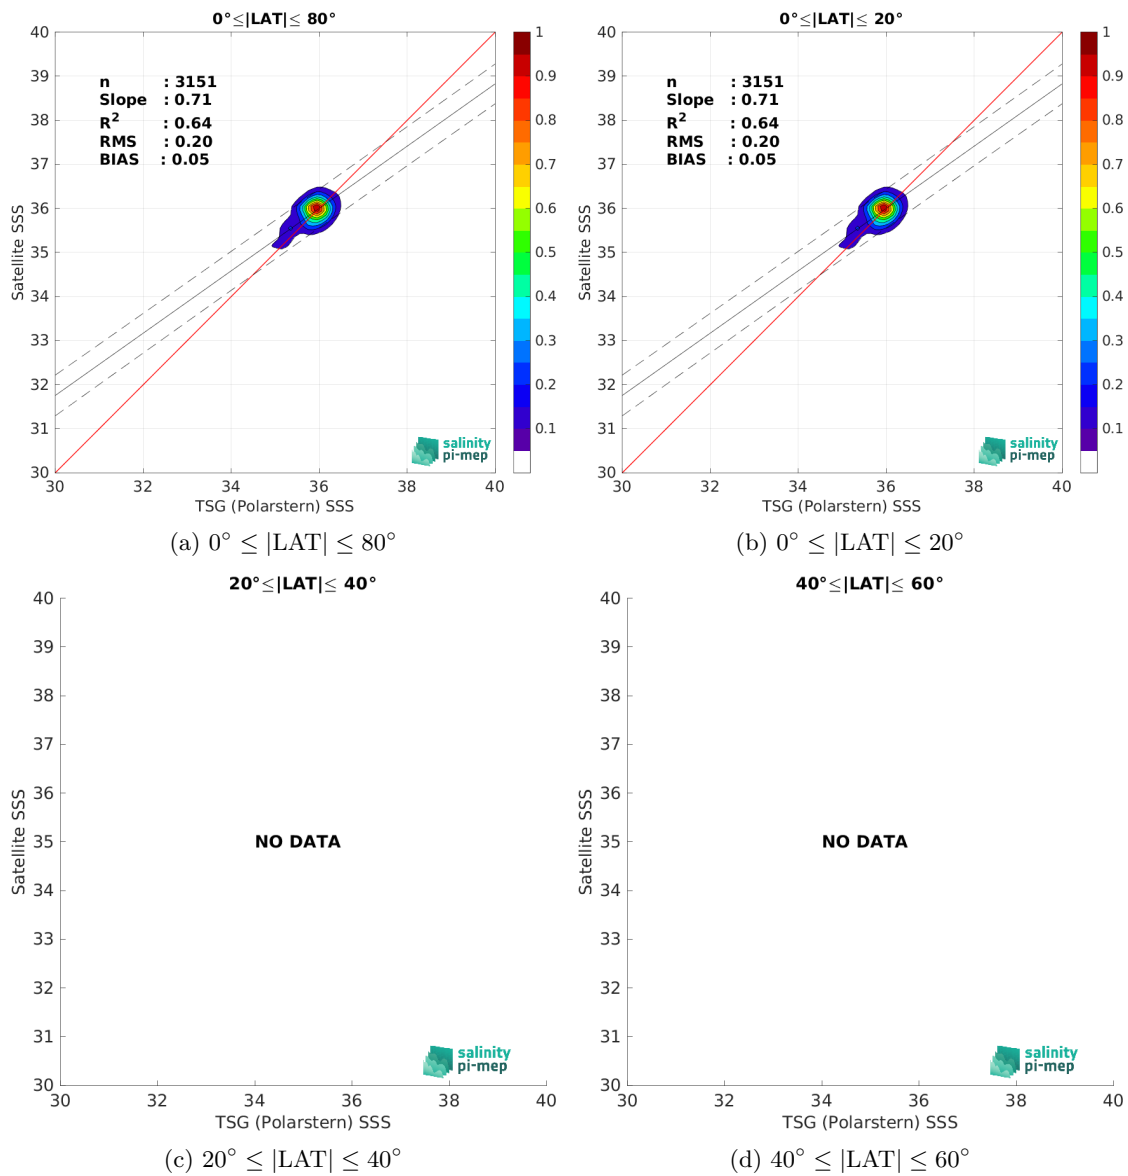 0°≤|LAT|≤ 80°
40
39
38
37
36
35
34
33
32
31
30
Satellite SSS
n : 3151
Slope : 0.71
R² : 0.64
RMS : 0.20
BIAS : 0.05
salinity
pi-mep
30 32 34 36 38 40
TSG (Polarstern) SSS
1
0.9
0.8
0.7
0.6
0.5
0.4
0.3
0.2
0.1
(a) 0° ≤ |LAT| ≤ 80°
0°≤|LAT|≤ 20°
40
39
38
37
36
35
34
33
32
31
30
Satellite SSS
n : 3151
Slope : 0.71
R² : 0.64
RMS : 0.20
BIAS : 0.05
salinity
pi-mep
30 32 34 36 38 40
TSG (Polarstern) SSS
1
0.9
0.8
0.7
0.6
0.5
0.4
0.3
0.2
0.1
(b) 0° ≤ |LAT| ≤ 20°
20°≤|LAT|≤ 40°
40
39
38
37
36
35
34
33
32
31
30
Satellite SSS
NO DATA
salinity
pi-mep
30 32 34 36 38 40
TSG (Polarstern) SSS
(c) 20° ≤ |LAT| ≤ 40°
40°≤|LAT|≤ 60°
40
39
38
37
36
35
34
33
32
31
30
Satellite SSS
NO DATA
salinity
pi-mep
30 32 34 36 38 40
TSG (Polarstern) SSS
(d) 40° ≤ |LAT| ≤ 60°